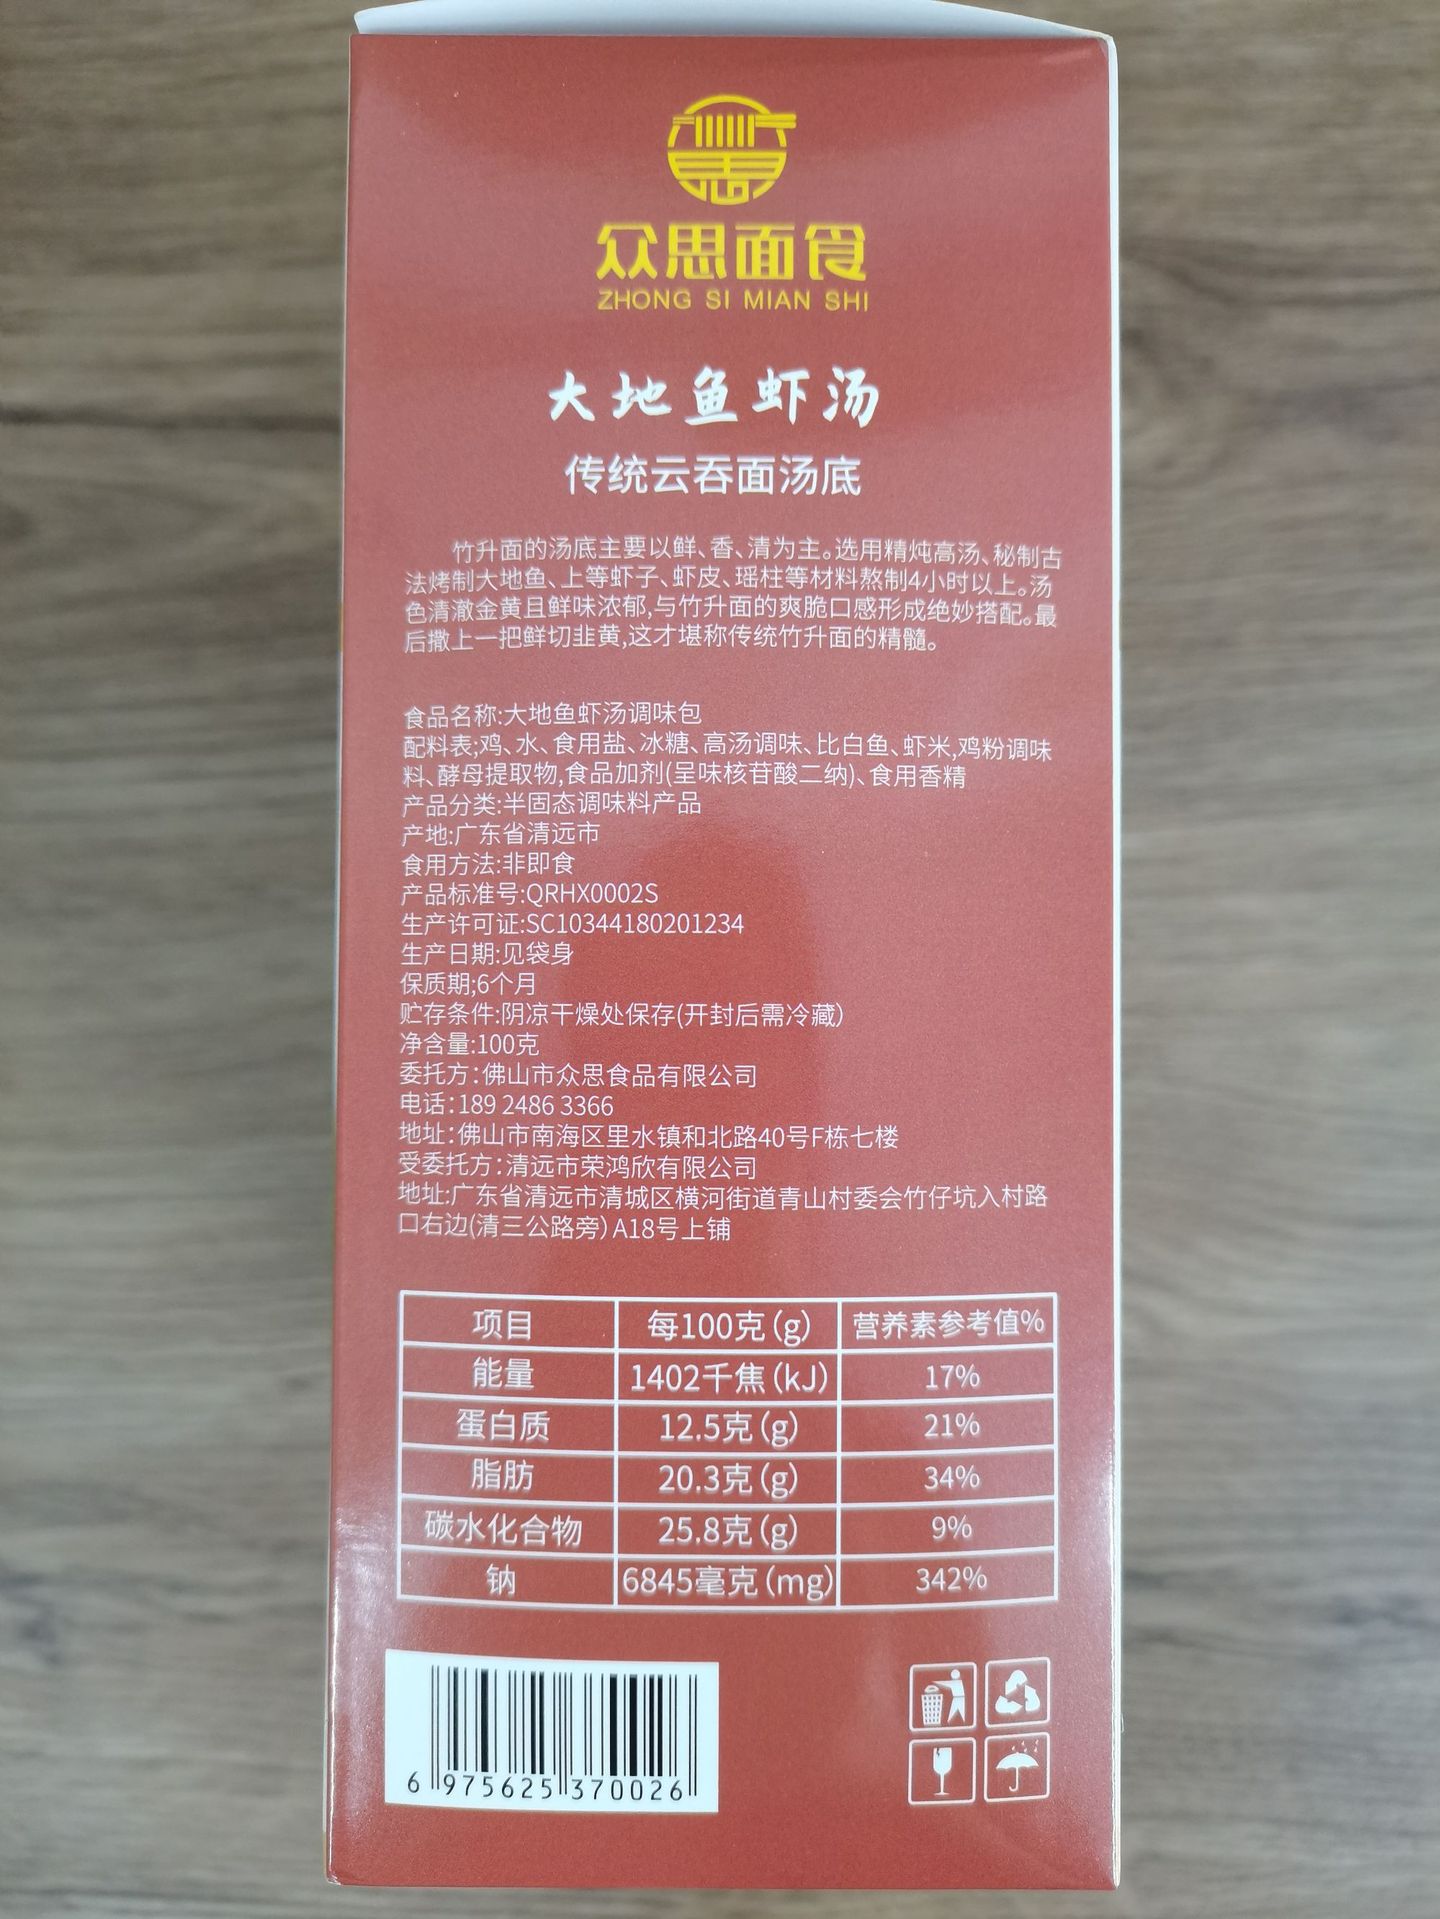 众思面食
ZHONG SI MIAN SHI
大地鱼虾汤
传统云吞面汤底
竹升面的汤底主要以鲜、香、清为主。选用精炖高汤、秘制古
法烤制大地鱼、上等虾子、虾皮、瑶柱等材料熬制4小时以上。汤
色清澈金黄且鲜味浓郁,与竹升面的爽脆口感形成绝妙搭配。最
后撒上一把鲜切韭黄,这才堪称传统竹升面的精髓。
食品名称:大地鱼虾汤调味包
配料表;鸡、水、食用盐、冰糖、高汤调味、比白鱼、虾米,鸡粉调味
料、酵母提取物,食品加剂(呈味核苷酸二纳)、食用香精
产品分类:半固态调味料产品
产地:广东省清远市
食用方法:非即食
产品标准号:QRHX0002S
生产许可证:SC10344180201234
生产日期:见袋身
保质期;6个月
贮存条件:阴凉干燥处保存(开封后需冷藏)
净含量:100克
委托方:佛山市众思食品有限公司
电话:189 2486 3366
地址:佛山市南海区里水镇和北路40号F栋七楼
受委托方:清远市荣鸿欣有限公司
地址:广东省清远市清城区横河街道青山村委会竹仔坑入村路
口右边(清三公路旁)A18号上铺
项目 每100克(g) 营养素参考值%
能量 1402千焦(kJ) 17%
蛋白质 12.5克(g) 21%
脂肪 20.3克(g) 34%
碳水化合物 25.8克(g) 9%
钠 6845毫克(mg) 342%
6 975625 370026